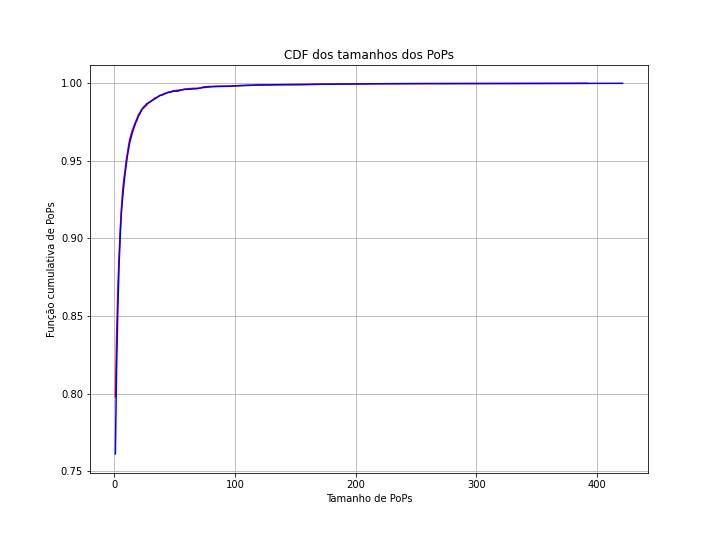 CDF dos tamanhos dos PoPs
1.00
0.95
0.90
0.85
0.80
0.75
Função cumulativa de PoPs
0 100 200 300 400
Tamanho de PoPs